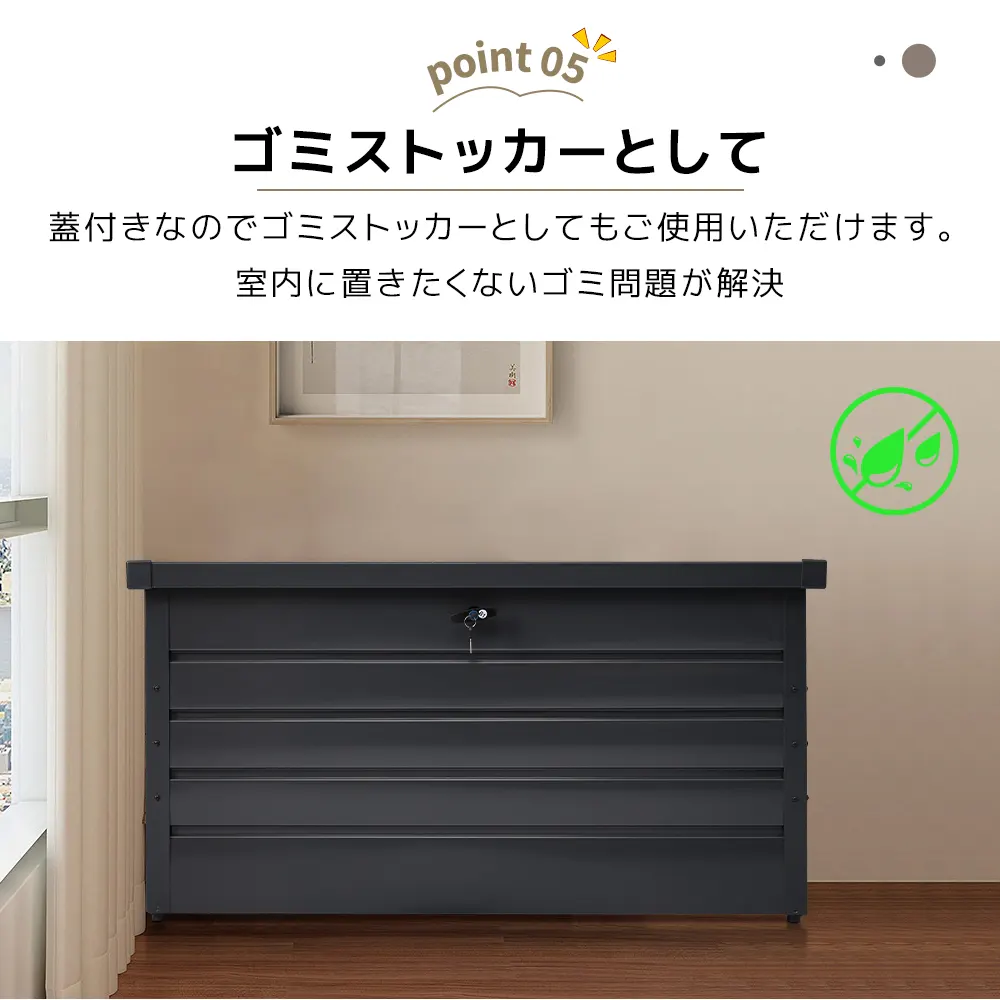 point 05
ゴミストッカーとして
蓋付きなのでゴミストッカーとしてもご使用いただけます。
室内に置きたくないゴミ問題が解決